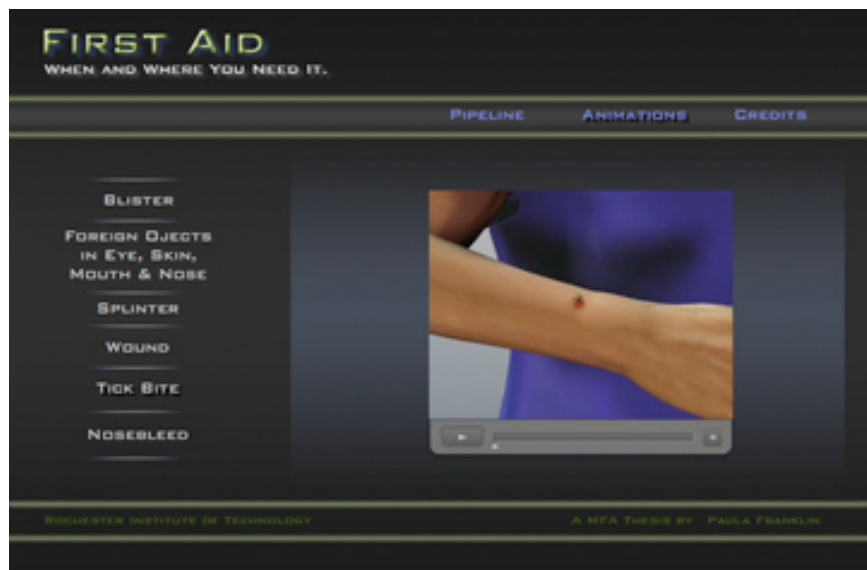 First Aid
When and Where You Need It.
Pipeline Animations Credits
Blister
Foreign Ojects
in Eye, Skin,
Mouth & Nose
Splinter
Wound
Tick Bite
Nosebleed
Rochester Institute of Technology A MFA Thesis by Paula Franklin